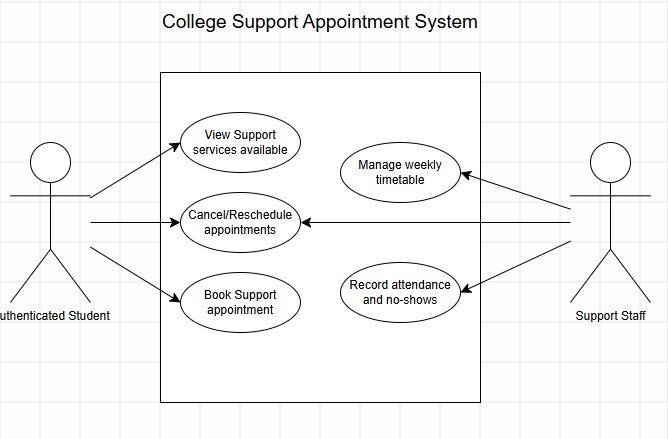 College Support Appointment System
View Support
services available
Manage weekly
timetable
Cancel/Reschedule
appointments
Book Support
appointment
Record attendance
and no-shows
uthenticated Student
Support Staff